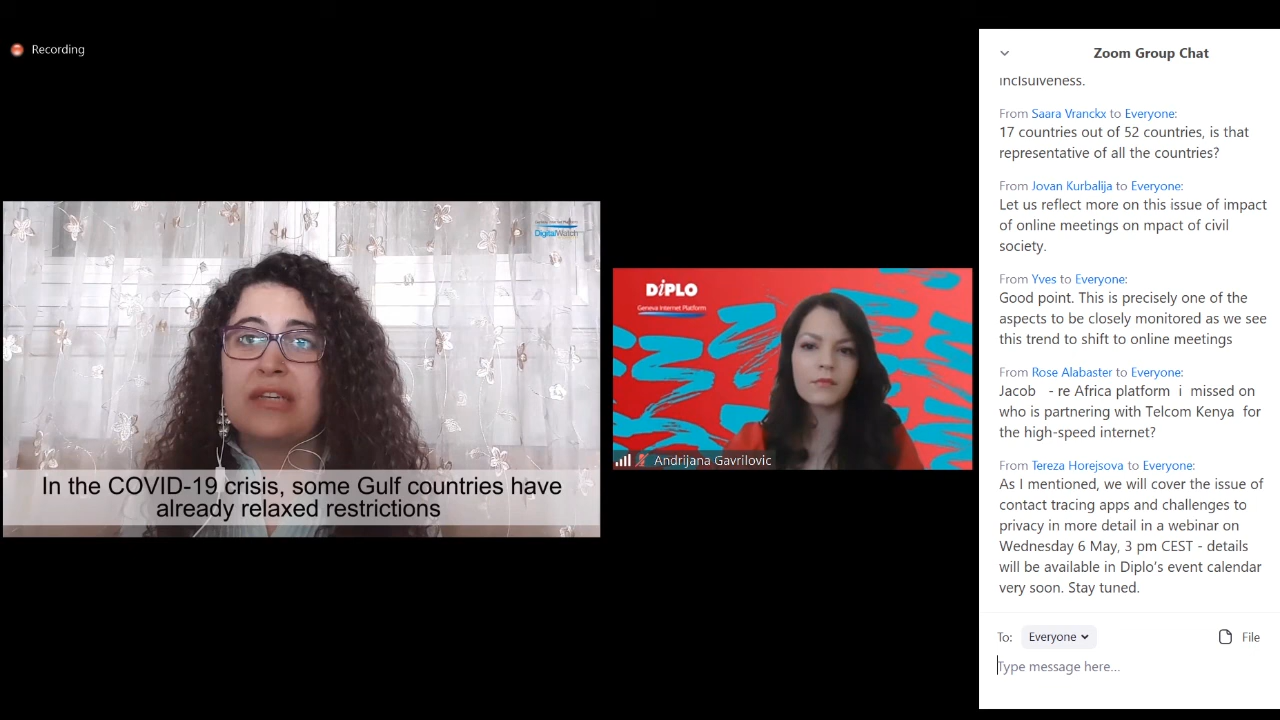 Recording
DigitalWatch
In the COVID-19 crisis, some Gulf countries have
already relaxed restrictions
DiPLO
Geneva Internet Platform
Andrijana Gavrilovic
Zoom Group Chat
inclsuiveness.
From Saara Vranckx to Everyone:
17 countries out of 52 countries, is that
representative of all the countries?
From Jovan Kurbalija to Everyone:
Let us reflect more on this issue of impact
of online meetings on mpact of civil
society.
From Yves to Everyone:
Good point. This is precisely one of the
aspects to be closely monitored as we see
this trend to shift to online meetings
From Rose Alabaster to Everyone:
Jacob - re Africa platform i missed on
who is partnering with Telcom Kenya for
the high-speed internet?
From Tereza Horejsova to Everyone:
As I mentioned, we will cover the issue of
contact tracing apps and challenges to
privacy in more detail in a webinar on
Wednesday 6 May, 3 pm CEST - details
will be available in Diplo's event calendar
very soon. Stay tuned.
To: Everyone File
Type message here...